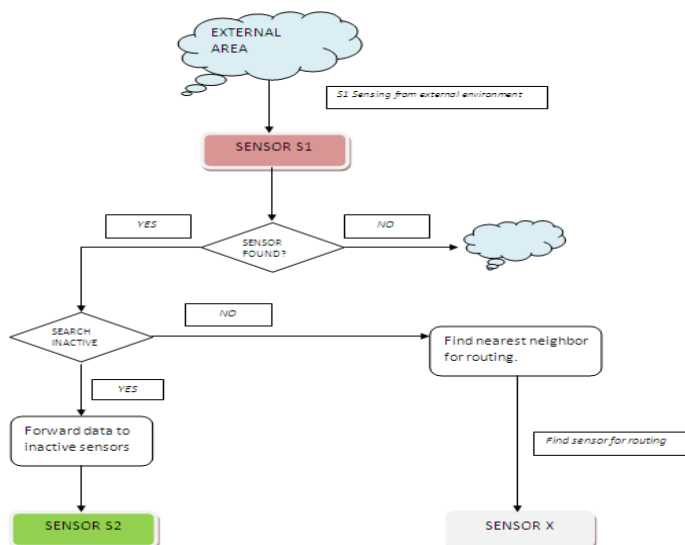 EXTERNAL
AREA
S1 Sensing from external environment
SENSOR S1
YES
NO
SENSOR
FOUND?
NO
SEARCH
INACTIVE
Find nearest neighbor
for routing.
YES
Forward data to
inactive sensors
Find sensor for routing
SENSOR S2
SENSOR X